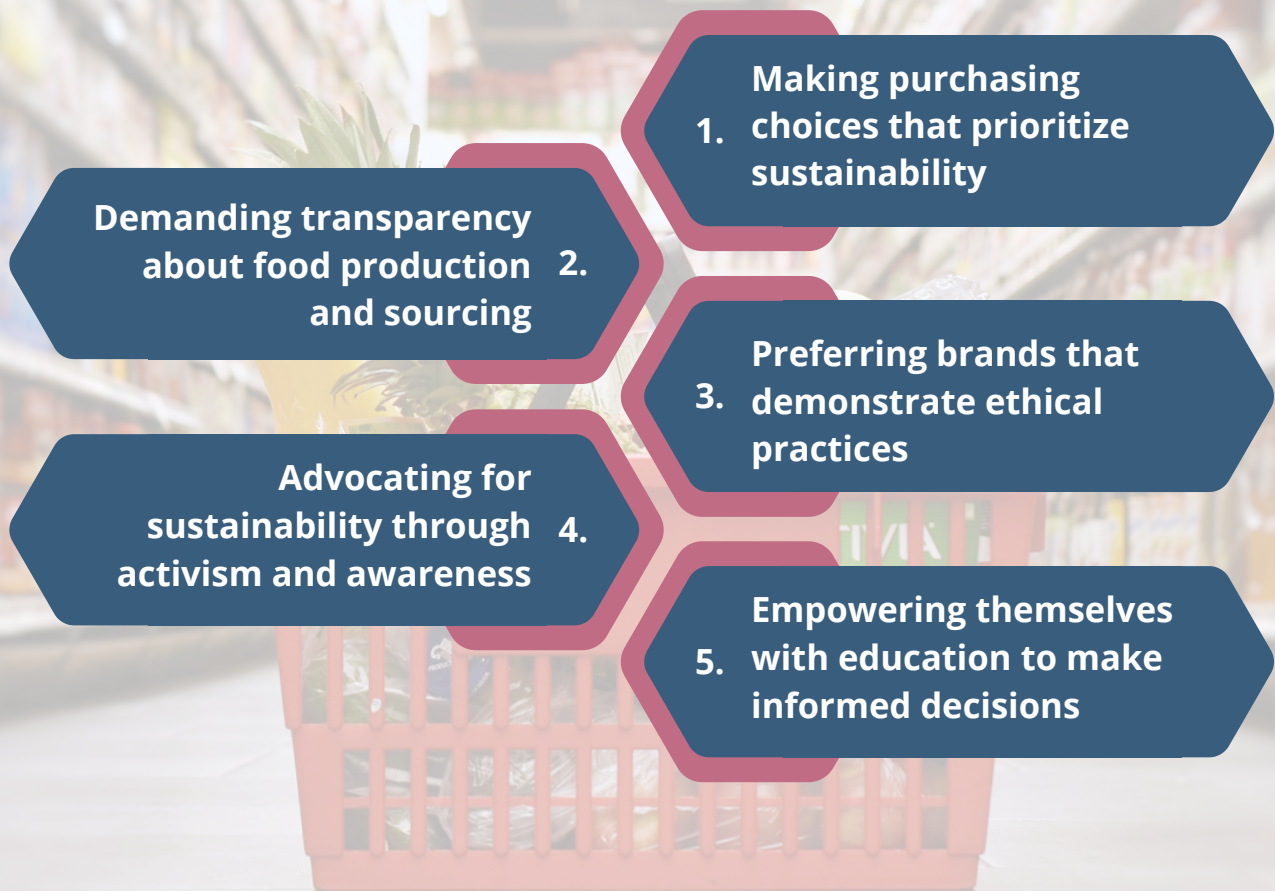 1.
Making purchasing
choices that prioritize
sustainability
Demanding transparency
about food production
and sourcing
2.
3.
Preferring brands that
demonstrate ethical
practices
Advocating for
sustainability through
activism and awareness
4.
5.
Empowering themselves
with education to make
informed decisions